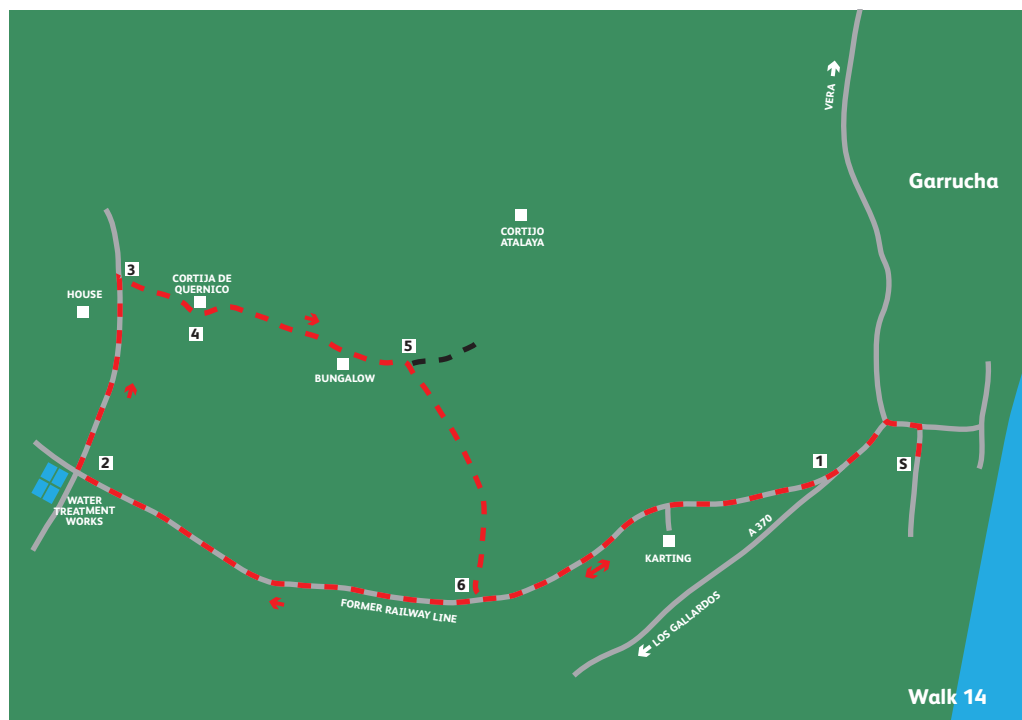 VERA
Garrucha
CORTIJO
ATALAYA
3
CORTIJA DE
QUERNICO
HOUSE
4
5
BUNGALOW
2
1
S
WATER
TREATMENT
WORKS
A 370
KARTING
6
FORMER RAILWAY LINE
LOS GALLARDOS
Walk 14